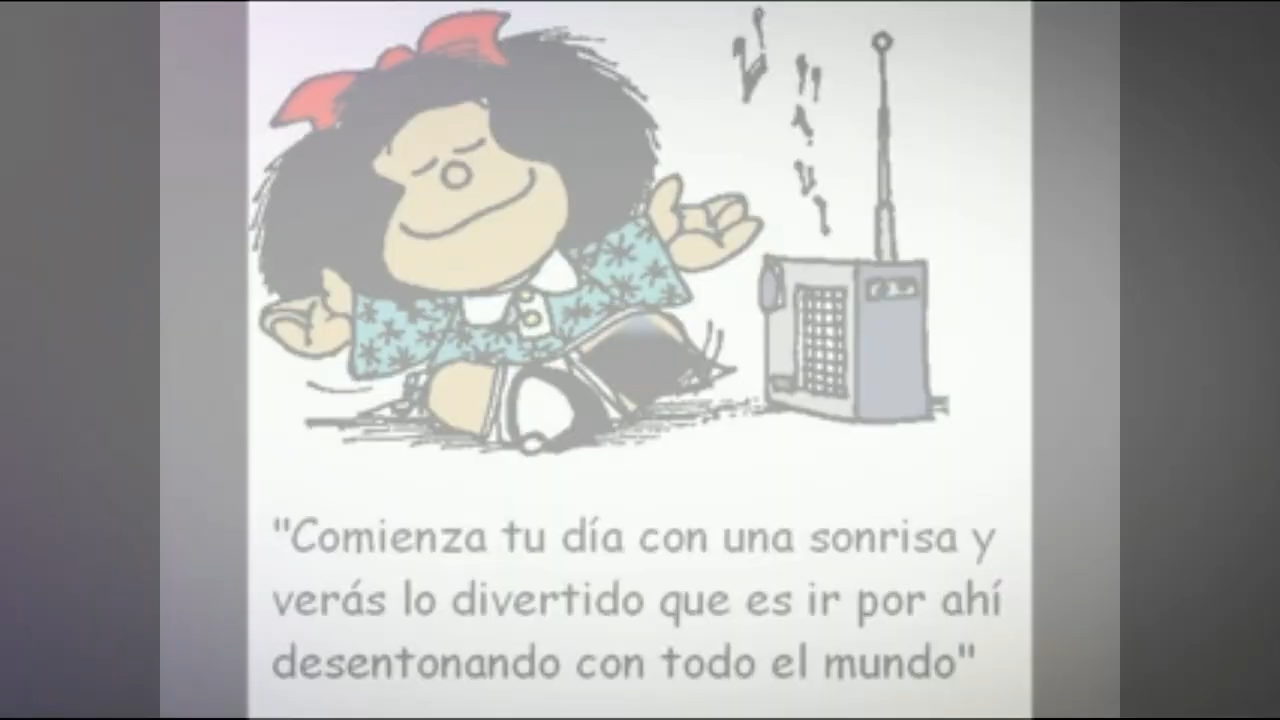 "Comienza tu día con una sonrisa y
verás lo divertido que es ir por ahí
desentonando con todo el mundo"